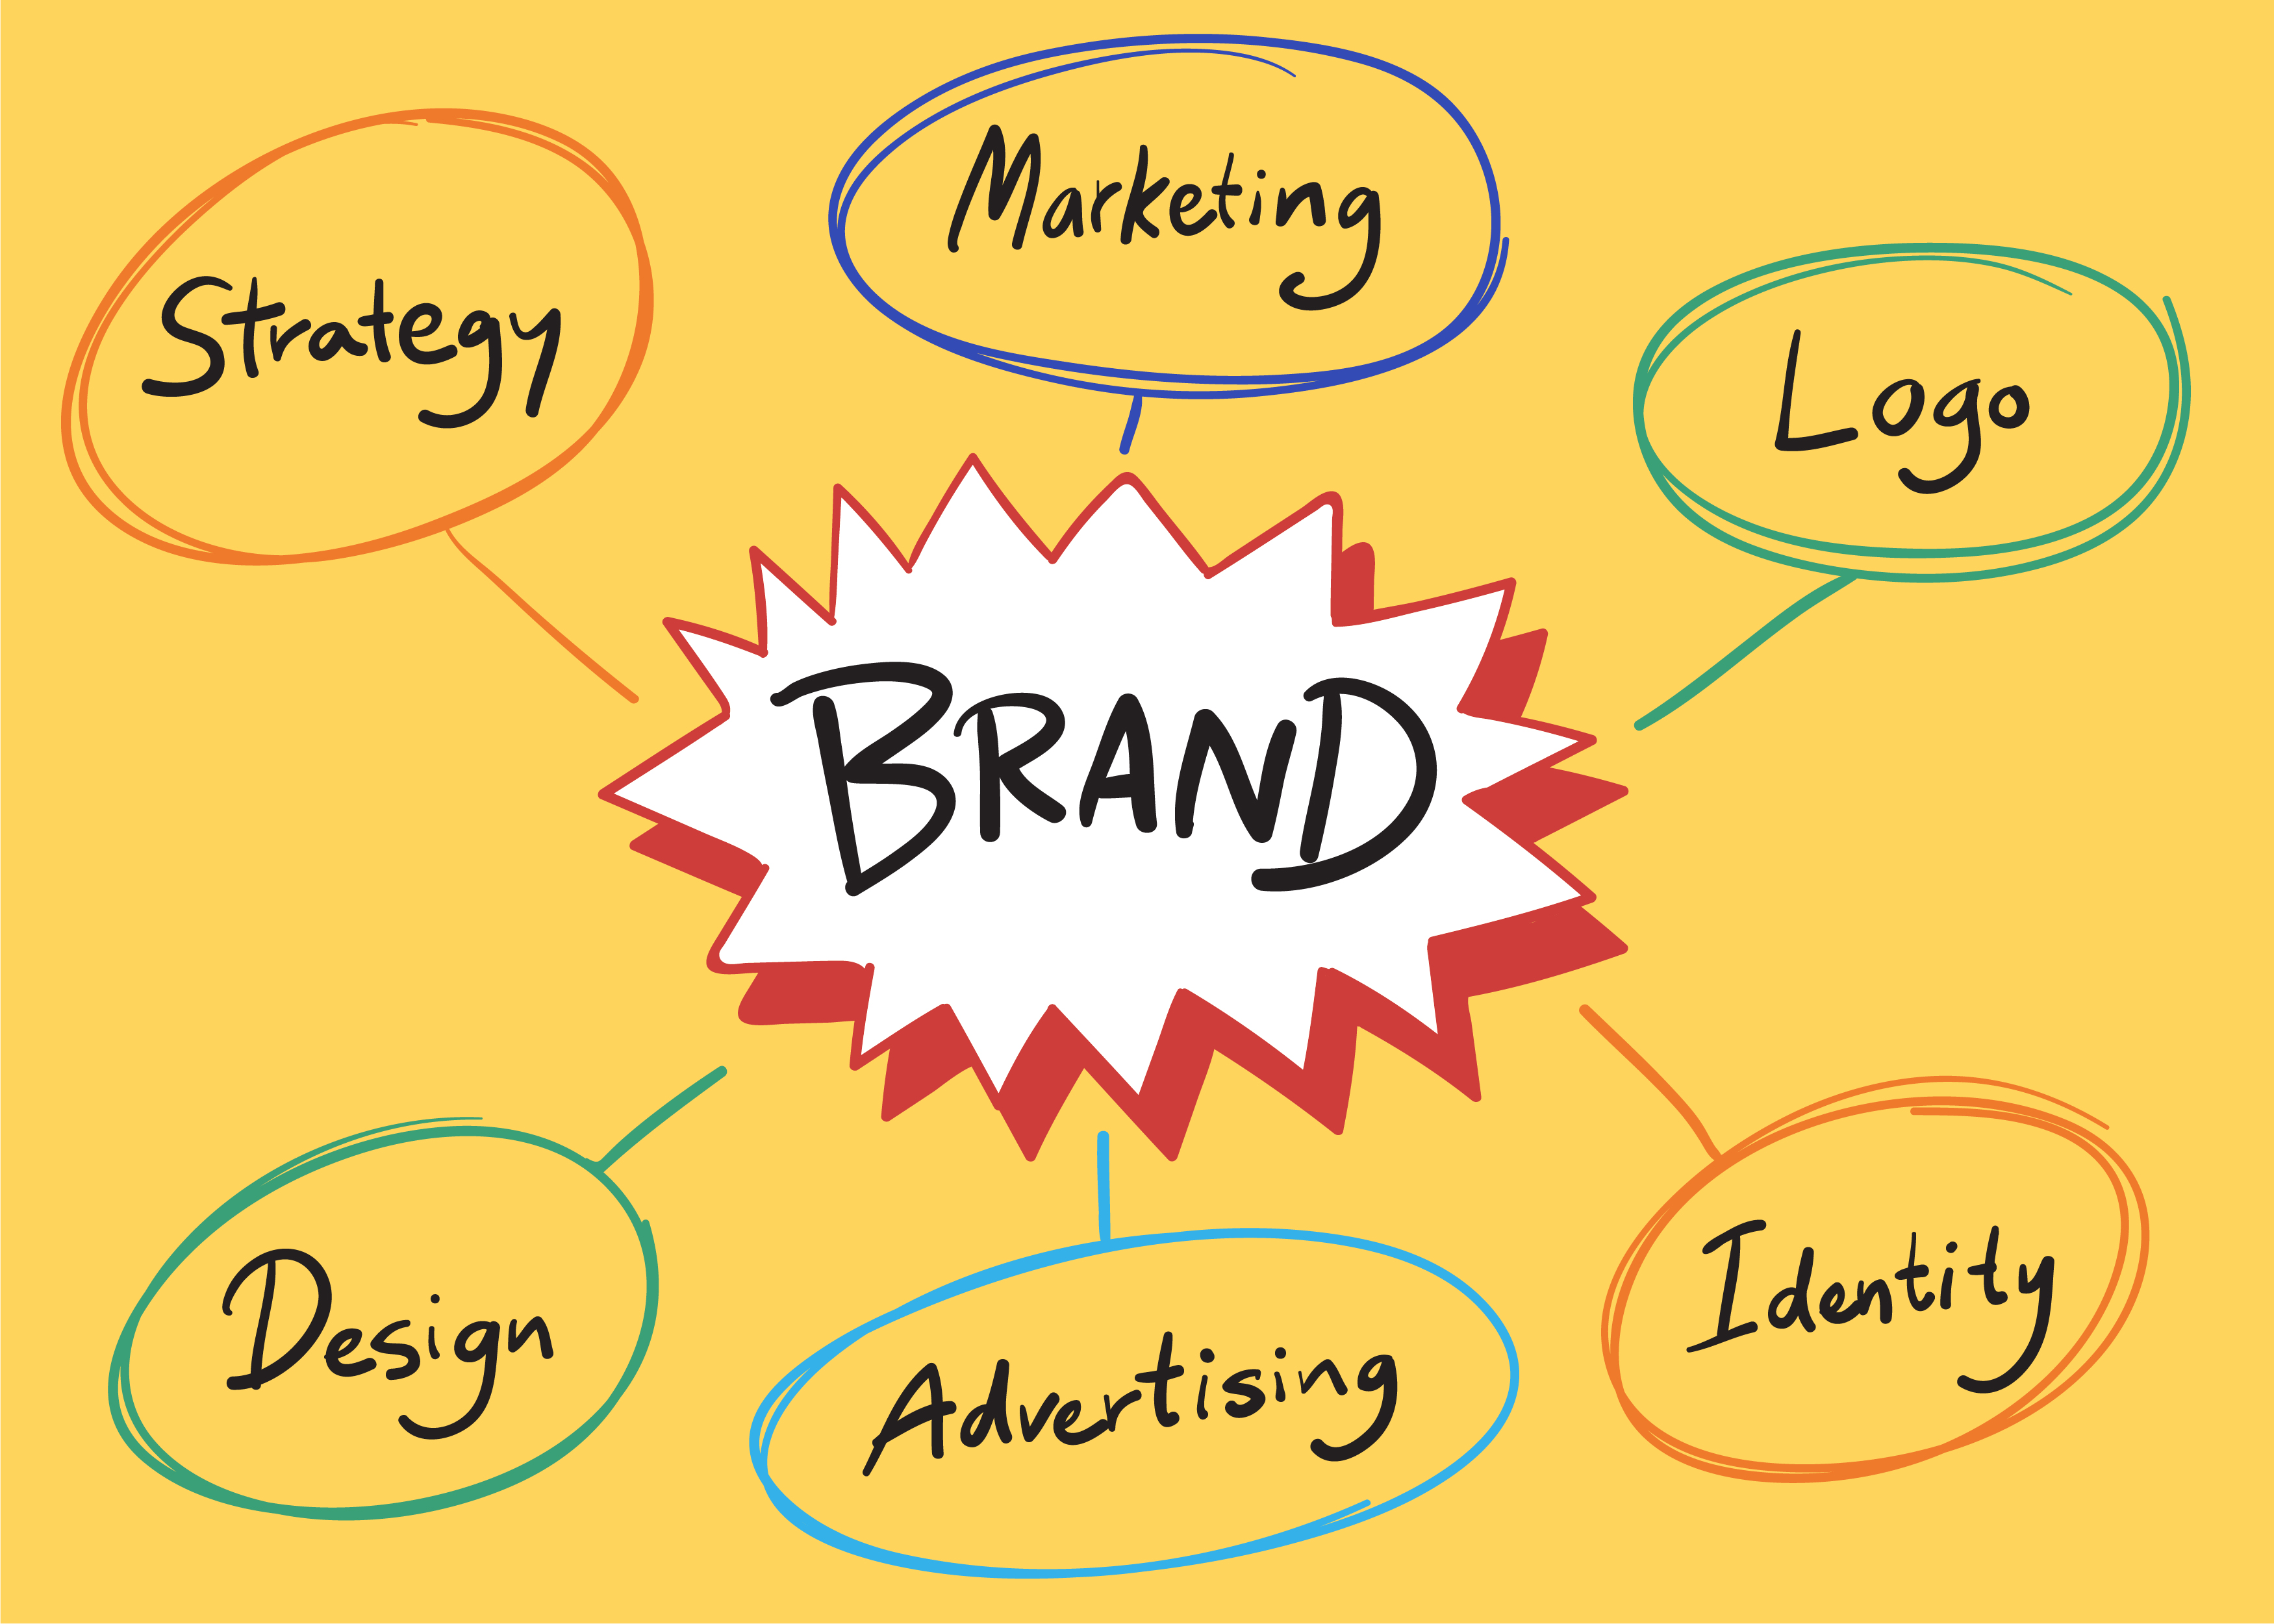 Marketing
Strategy
Logo
BRAND
Design
Advertising
Identity